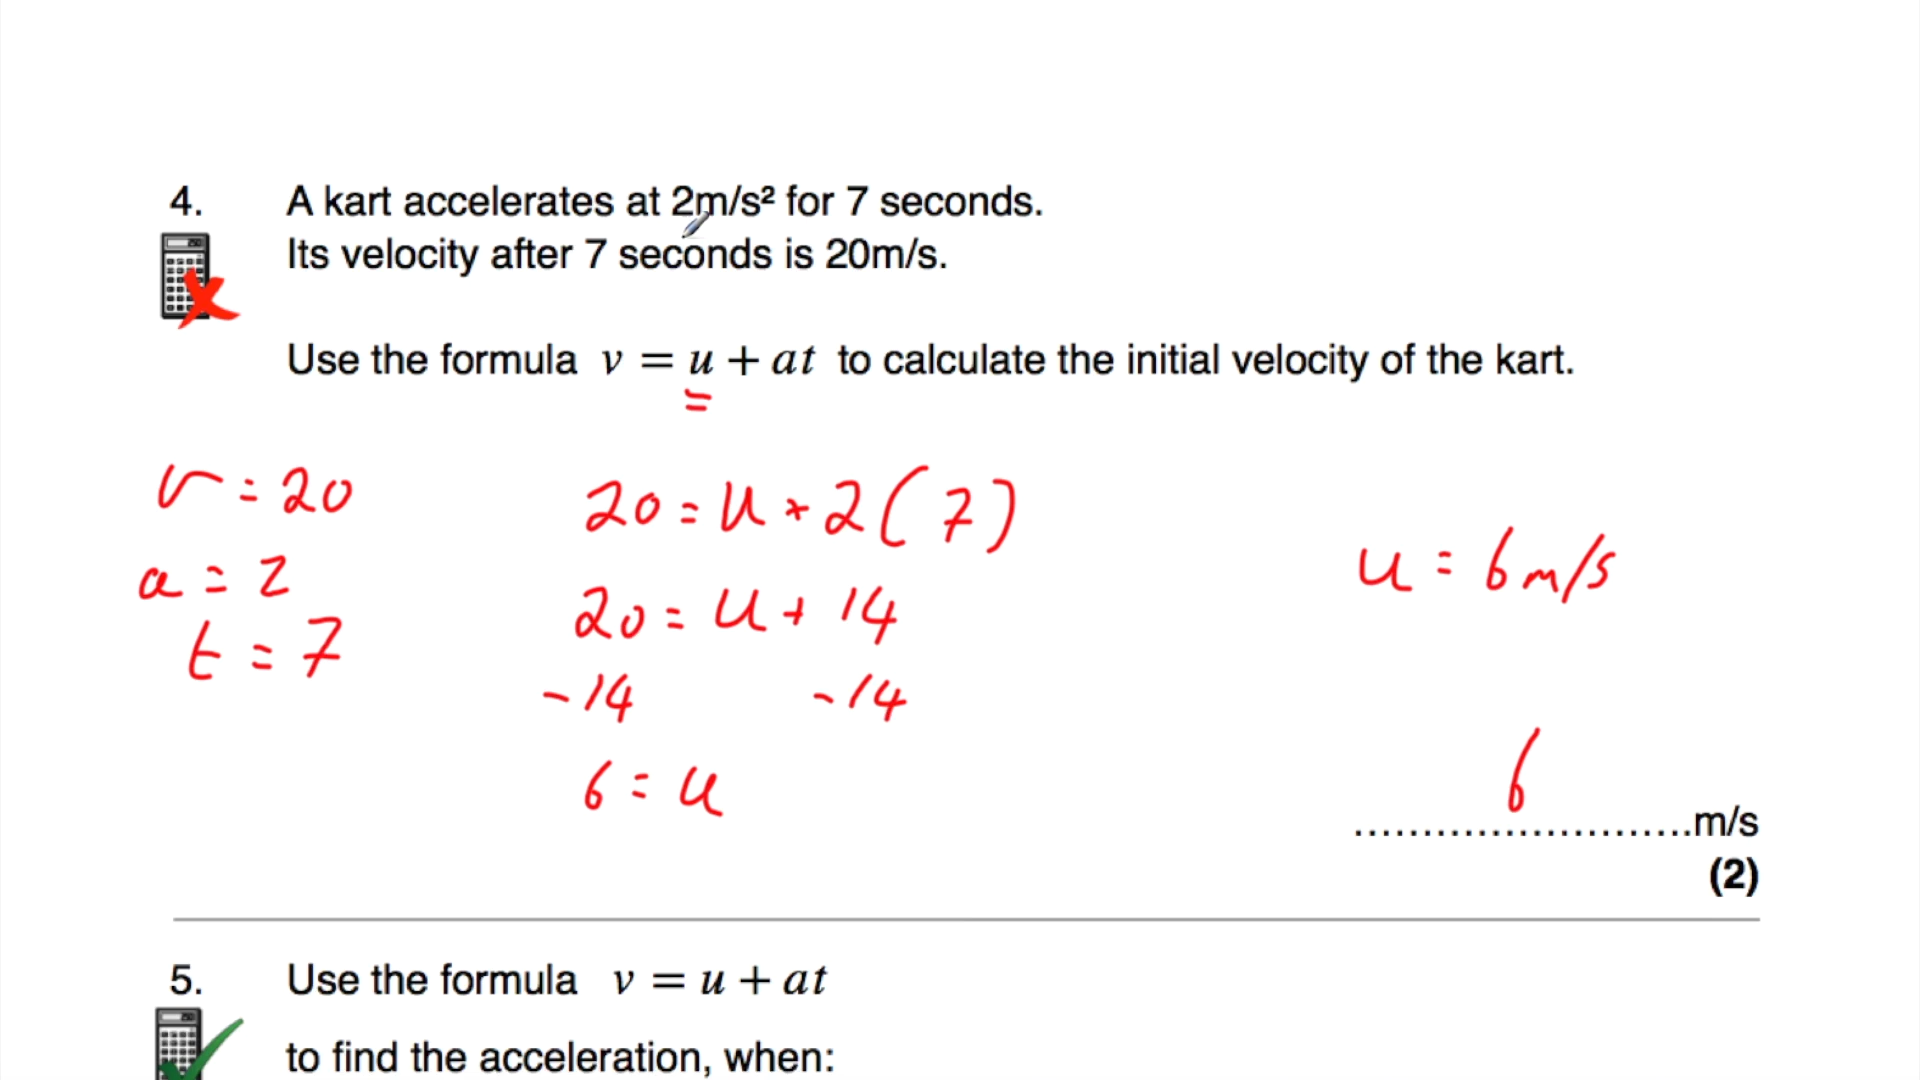 4. A kart accelerates at 2m/s² for 7 seconds.
Its velocity after 7 seconds is 20m/s.
Use the formula v = u + at to calculate the initial velocity of the kart.
v = 20
a = 2
t = 7
20 = u + 2(7)
20 = u + 14
-14 -14
6 = u
u = 6m/s
6
........................m/s
(2)
5. Use the formula v = u + at
to find the acceleration, when: